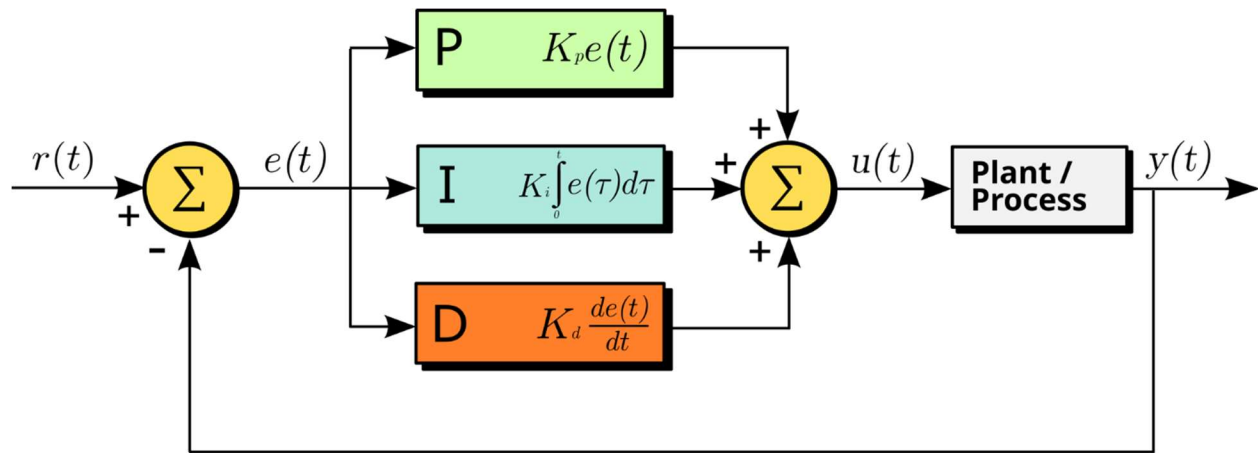 P K_p e(t)
r(t)
+
-
Σ
e(t)
I K_i ∫_0^t e(τ)dτ
D K_d de(t)/dt
+
+
+
Σ
u(t)
Plant /
Process
y(t)